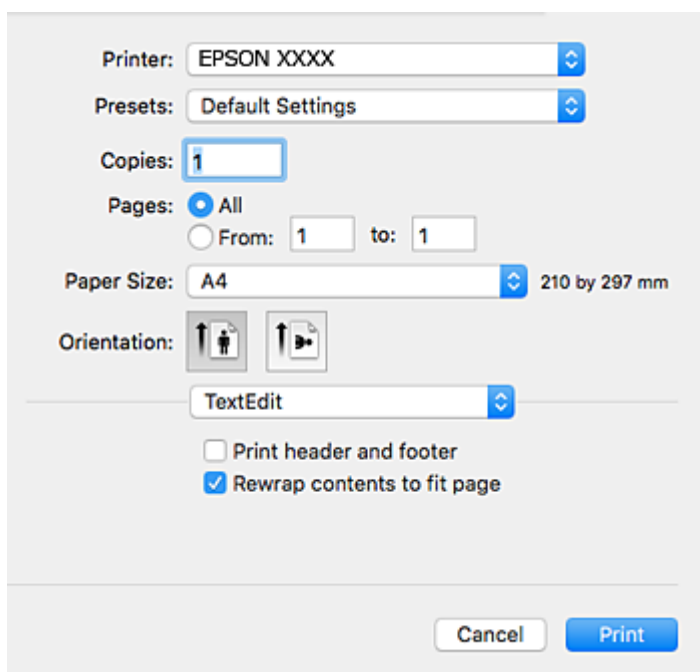 Printer: EPSON XXXX
Presets: Default Settings
Copies: 1
Pages: All
From: 1 to: 1
Paper Size: A4 210 by 297 mm
Orientation:
TextEdit
Print header and footer
Rewrap contents to fit page
Cancel Print